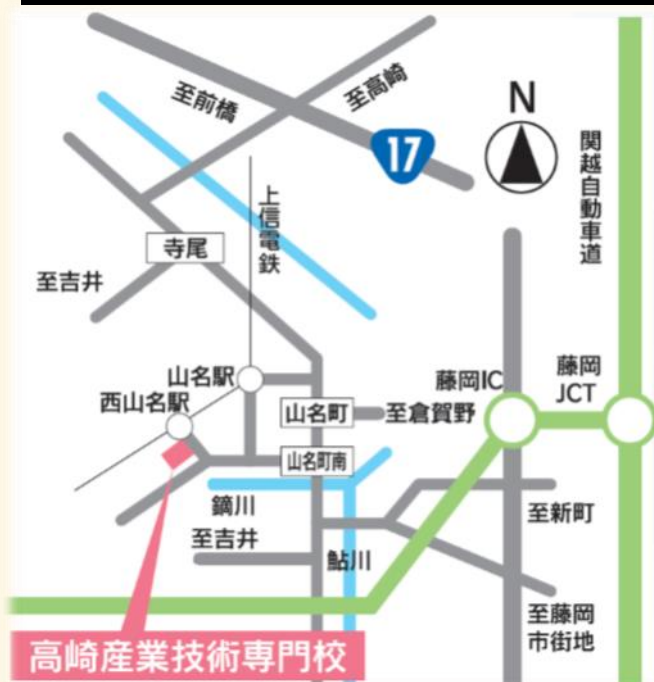 至前橋
至高崎
17
N
関越自動車道
上信電鉄
寺尾
至吉井
山名駅
西山名駅
山名町
至倉賀野
藤岡IC
藤岡
JCT
山名町南
鏑川
至吉井
鮎川
至新町
至藤岡
市街地
高崎産業技術専門校